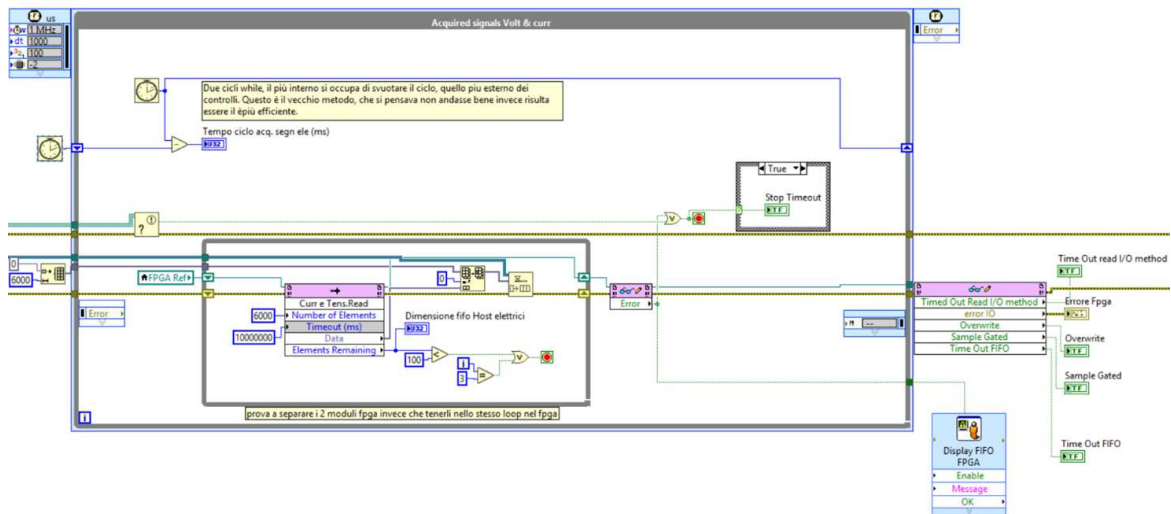 us
1 MHz
dt 1000
100
-2
Acquired signals Volt & curr
Error
Due cicli while, il più interno si occupa di svuotare il ciclo, quello piu esterno dei
controlli. Questo è il vecchio metodo, che si pensava non andasse bene invece risulta
essere il èpiù efficiente.
Tempo ciclo acq. segn ele (ms)
U32
True
Stop Timeout
TF
0
6000
FPGA Ref
0
Curr e Tens.Read
6000
Number of Elements
10000000
Timeout (ms)
Data
Elements Remaining
Dimensione fifo Host elettrici
U32
100
i
3
Error
Error
prova a separare i 2 moduli fpga invece che tenerli nello stesso loop nel fpga
i
Time Out read I/O method
TF
Timed Out Read I/O method
error IO
Overwrite
Sample Gated
Time Out FIFO
Errore Fpga
Overwrite
TF
Sample Gated
TF
Time Out FIFO
TF
Display FIFO
FPGA
Enable
Message
OK